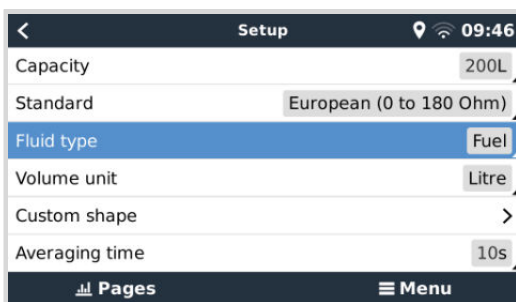 Setup 09:46
Capacity 200L
Standard European (0 to 180 Ohm)
Fluid type Fuel
Volume unit Litre
Custom shape
Averaging time 10s
Pages Menu